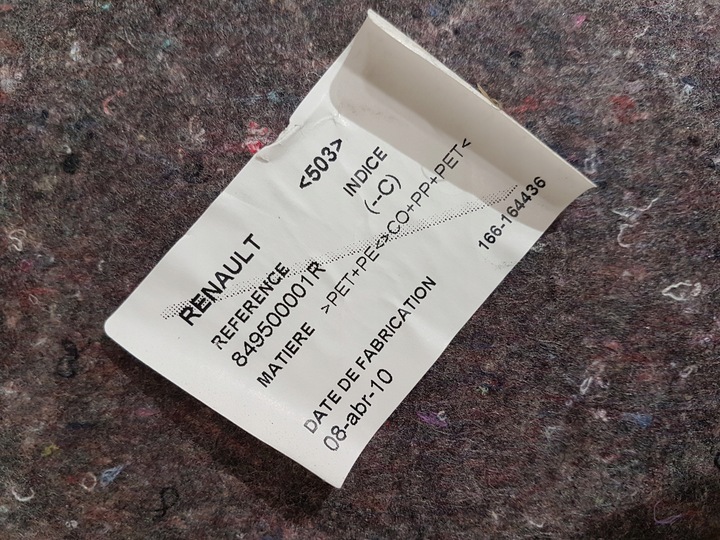 RENAULT <503>
REFERENCE INDICE
849500001R (--C)
MATIERE >PET+PE<>CO+PP+PET<
DATE DE FABRICATION 166-164436
08-abr-10